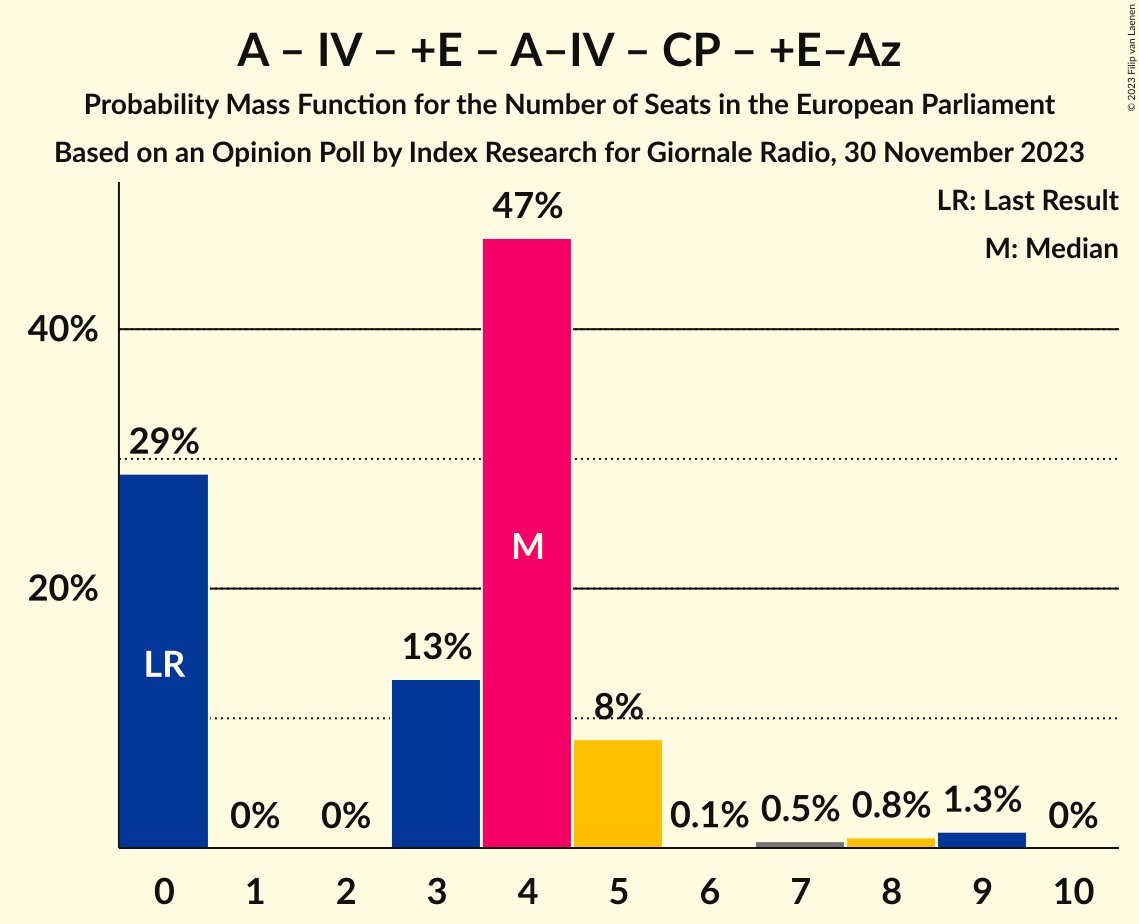 A – IV – +E – A–IV – CP – +E–Az
Probability Mass Function for the Number of Seats in the European Parliament
Based on an Opinion Poll by Index Research for Giornale Radio, 30 November 2023
© 2023 Filip van Laenen
LR: Last Result
M: Median
47%
40%
29%
M
20%
LR
13%
8%
0% 0% 0.1% 0.5% 0.8% 1.3% 0%
0 1 2 3 4 5 6 7 8 9 10